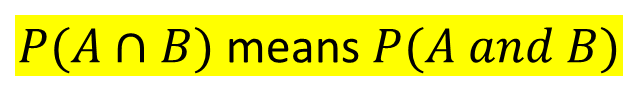 P(A ∩ B) means P(A and B)